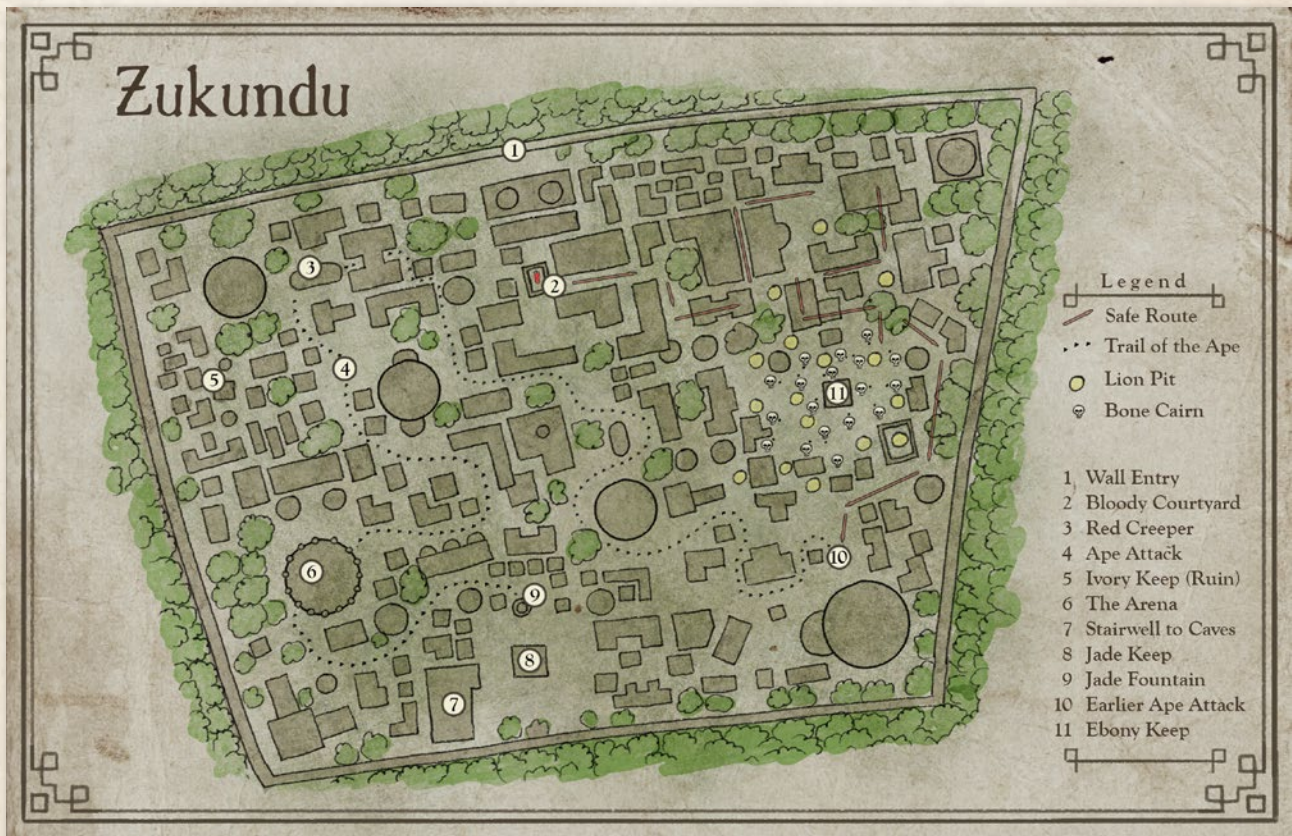 Zukundu
1
2
3
4
5
6
7
8
9
10
11
Legend
Safe Route
Trail of the Ape
Lion Pit
Bone Cairn
1 Wall Entry
2 Bloody Courtyard
3 Red Creeper
4 Ape Attack
5 Ivory Keep (Ruin)
6 The Arena
7 Stairwell to Caves
8 Jade Keep
9 Jade Fountain
10 Earlier Ape Attack
11 Ebony Keep